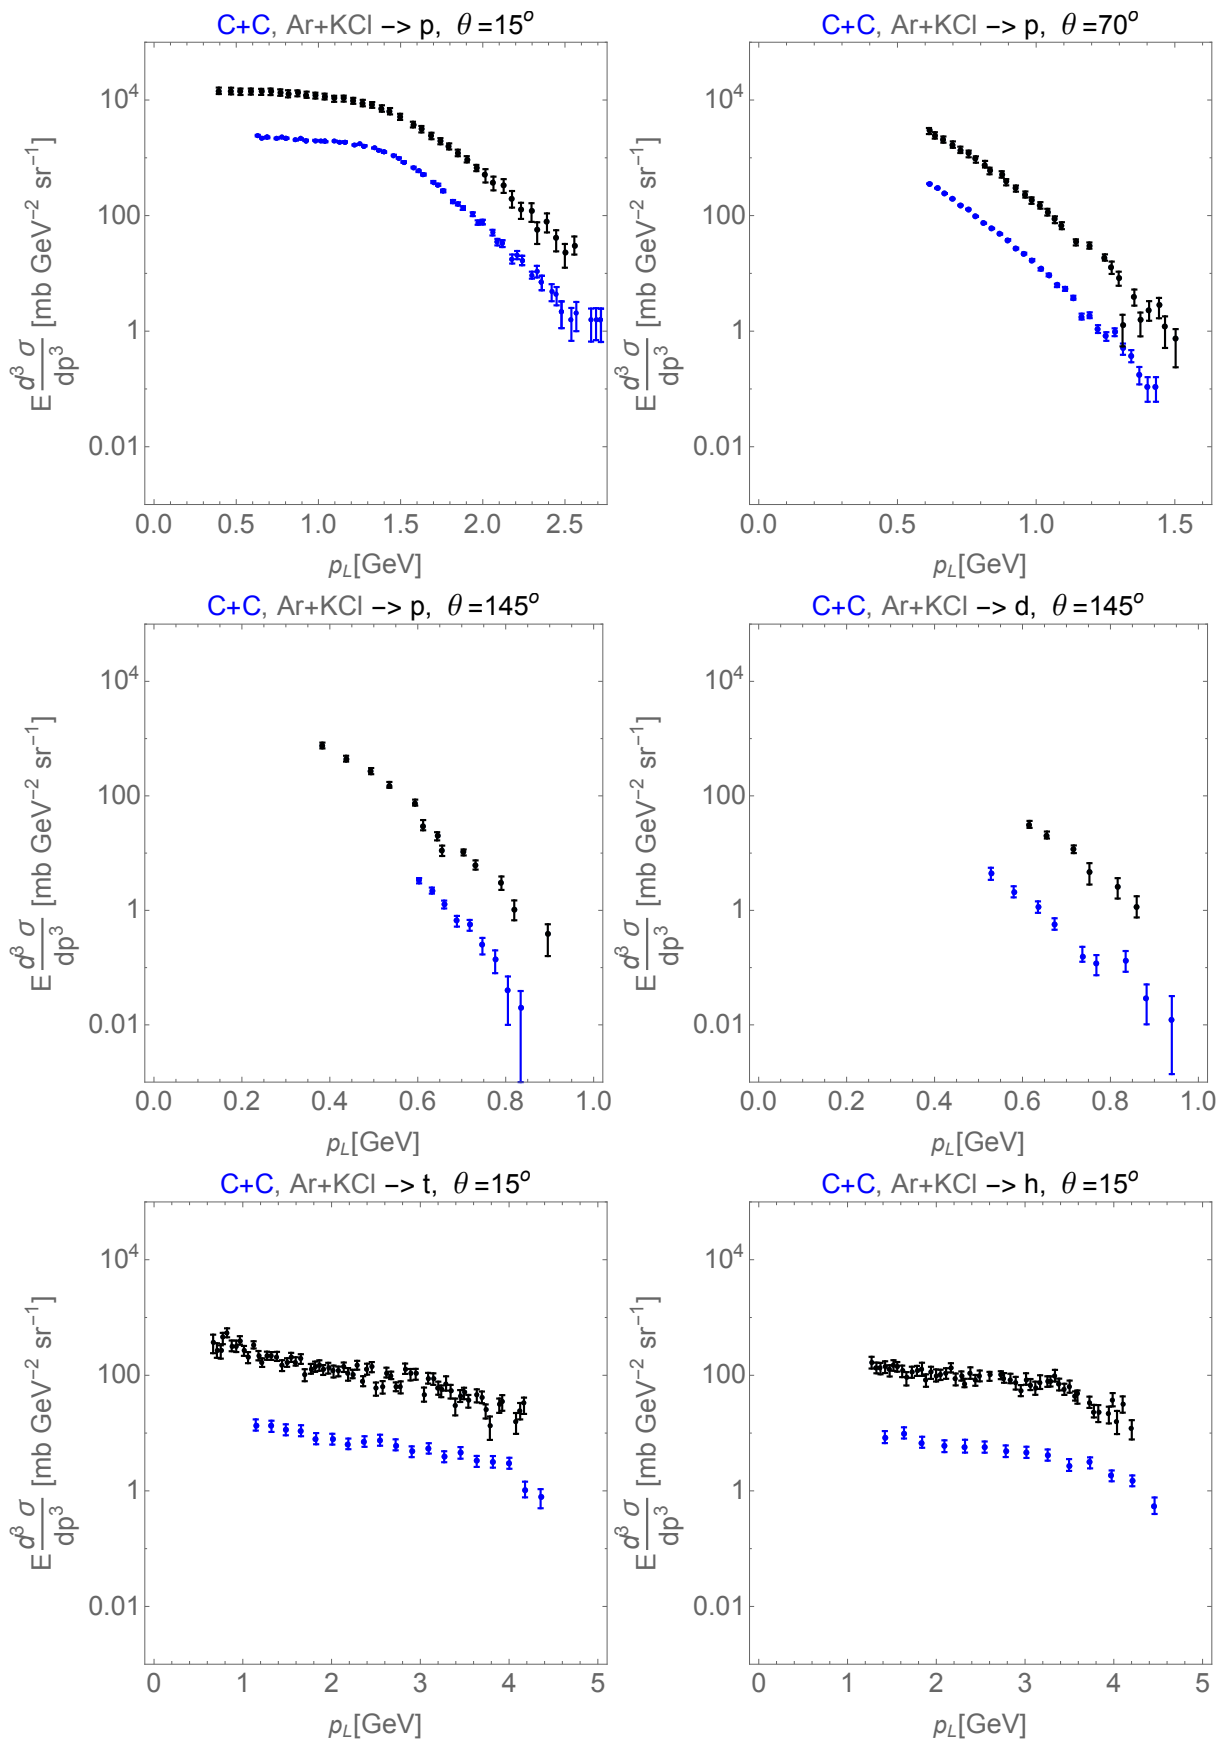 C+C, Ar+KCl -> p, θ=15°
E d³σ/dp³ [mb GeV⁻² sr⁻¹]
10⁴
100
1
0.01
0.0 0.5 1.0 1.5 2.0 2.5
p_L[GeV]
C+C, Ar+KCl -> p, θ=70°
E d³σ/dp³ [mb GeV⁻² sr⁻¹]
10⁴
100
1
0.01
0.0 0.5 1.0 1.5
p_L[GeV]
C+C, Ar+KCl -> p, θ=145°
E d³σ/dp³ [mb GeV⁻² sr⁻¹]
10⁴
100
1
0.01
0.0 0.2 0.4 0.6 0.8 1.0
p_L[GeV]
C+C, Ar+KCl -> d, θ=145°
E d³σ/dp³ [mb GeV⁻² sr⁻¹]
10⁴
100
1
0.01
0.0 0.2 0.4 0.6 0.8 1.0
p_L[GeV]
C+C, Ar+KCl -> t, θ=15°
E d³σ/dp³ [mb GeV⁻² sr⁻¹]
10⁴
100
1
0.01
0 1 2 3 4 5
p_L[GeV]
C+C, Ar+KCl -> h, θ=15°
E d³σ/dp³ [mb GeV⁻² sr⁻¹]
10⁴
100
1
0.01
0 1 2 3 4 5
p_L[GeV]